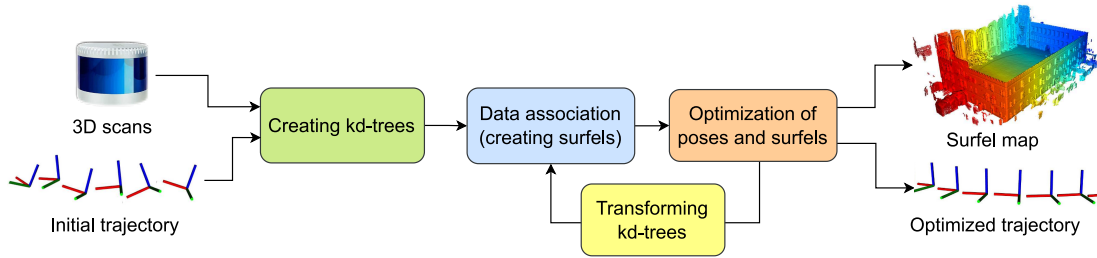 3D scans
Initial trajectory
Creating kd-trees
Data association
(creating surfels)
Optimization of
poses and surfels
Transforming
kd-trees
Surfel map
Optimized trajectory